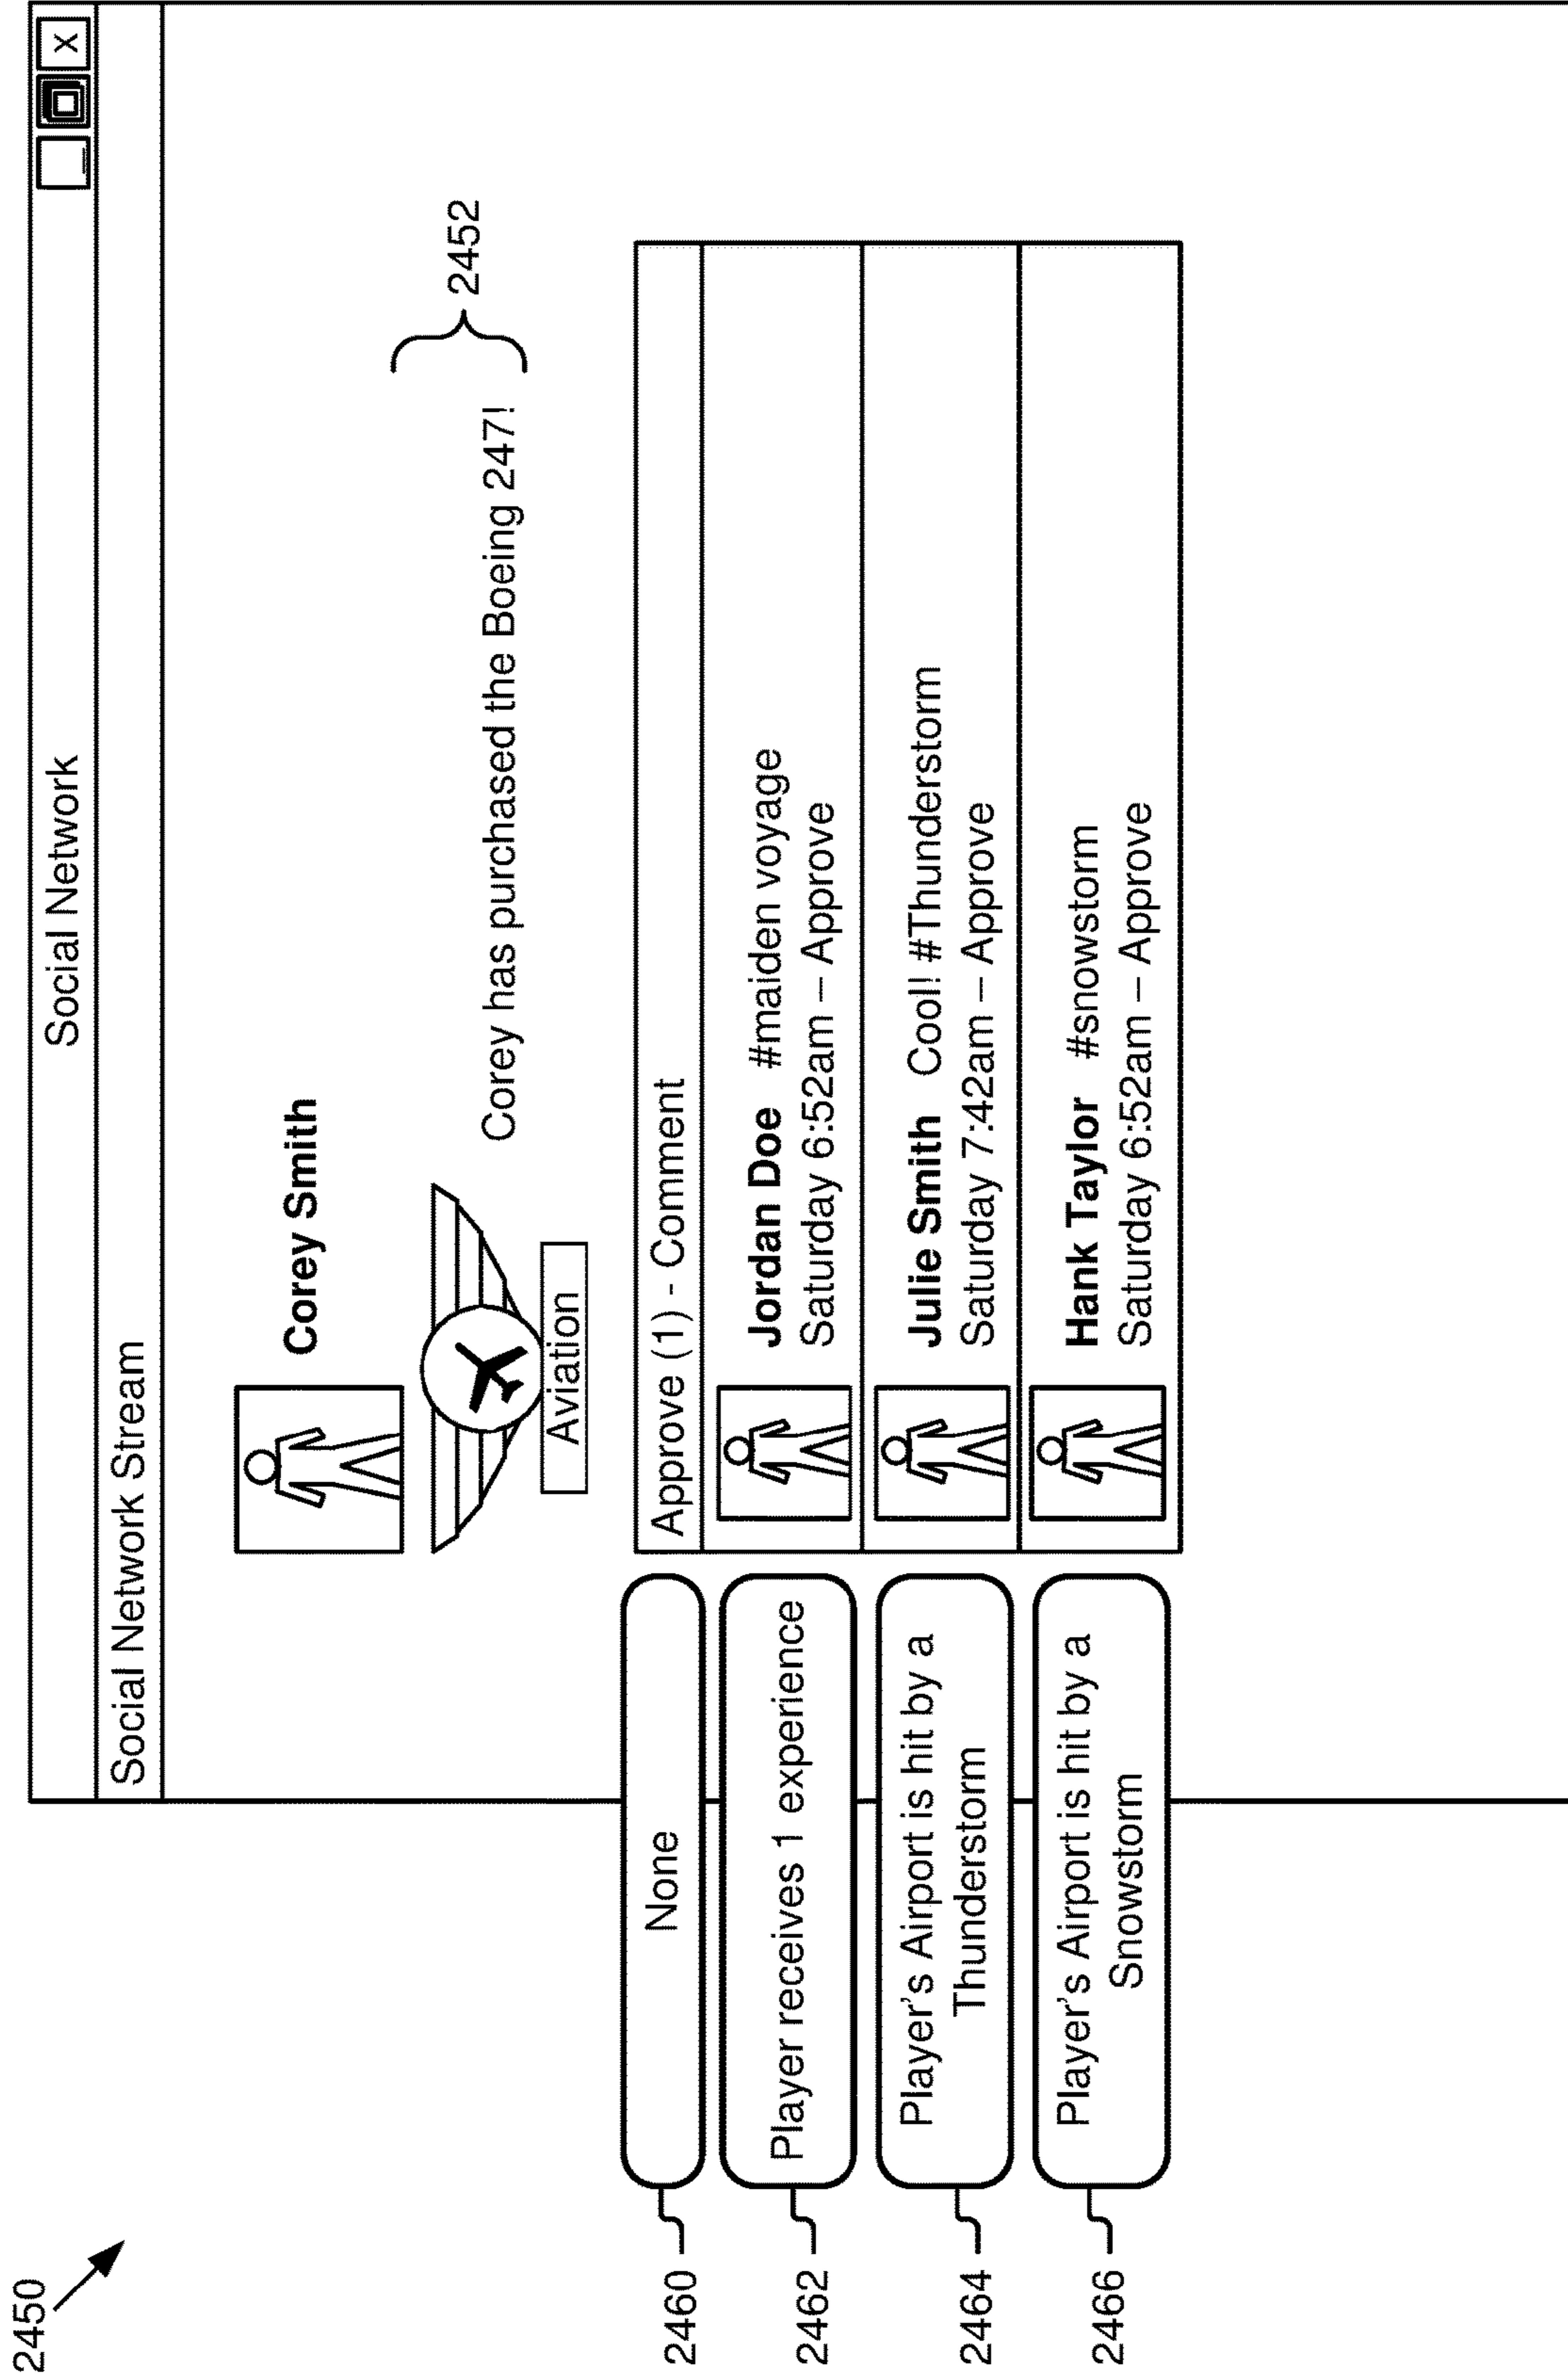 2450
Social Network
_
X
Social Network Stream
Corey Smith
Aviation
Corey has purchased the Boeing 247!
2452
2460
None
Approve (1) - Comment
2462
Player receives 1 experience
Jordan Doe #maiden voyage
Saturday 6:52am – Approve
2464
Player's Airport is hit by a
Thunderstorm
Julie Smith Cool! #Thunderstorm
Saturday 7:42am – Approve
2466
Player's Airport is hit by a
Snowstorm
Hank Taylor #snowstorm
Saturday 6:52am – Approve